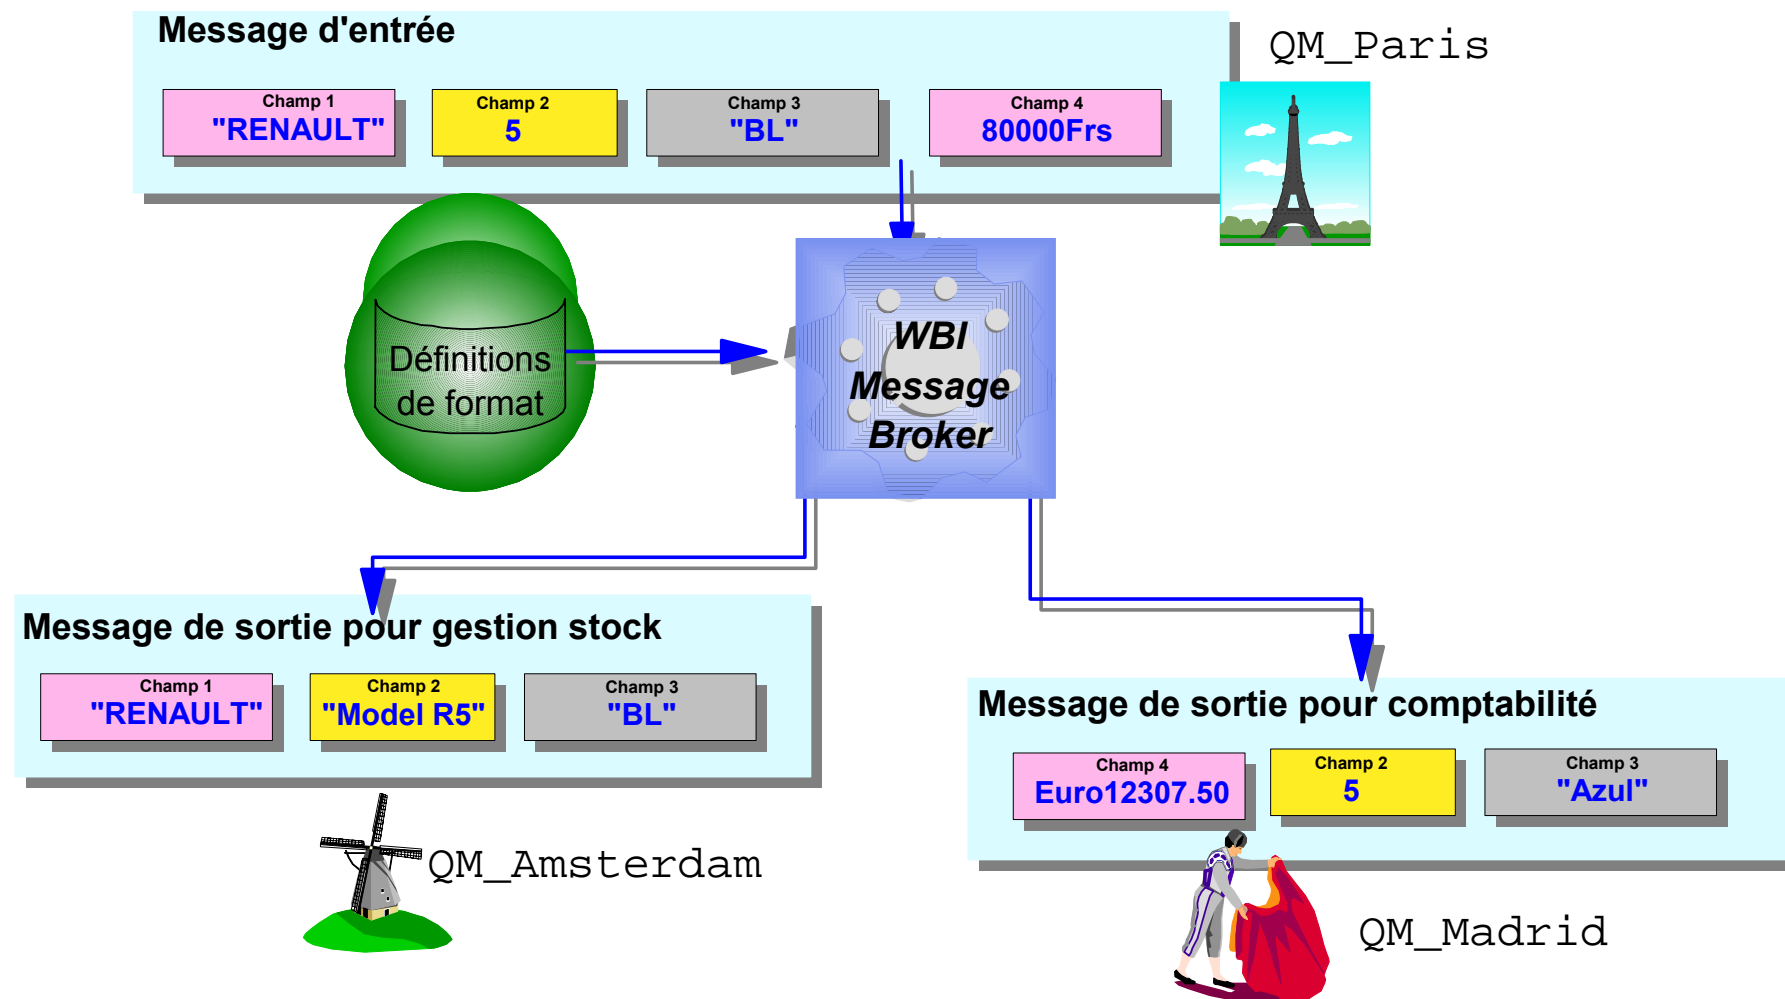 Message d'entrée
QM_Paris
Champ 1
"RENAULT"
Champ 2
5
Champ 3
"BL"
Champ 4
80000Frs
Définitions
de format
WBI
Message
Broker
Message de sortie pour gestion stock
Champ 1
"RENAULT"
Champ 2
"Model R5"
Champ 3
"BL"
QM_Amsterdam
Message de sortie pour comptabilité
Champ 4
Euro12307.50
Champ 2
5
Champ 3
"Azul"
QM_Madrid